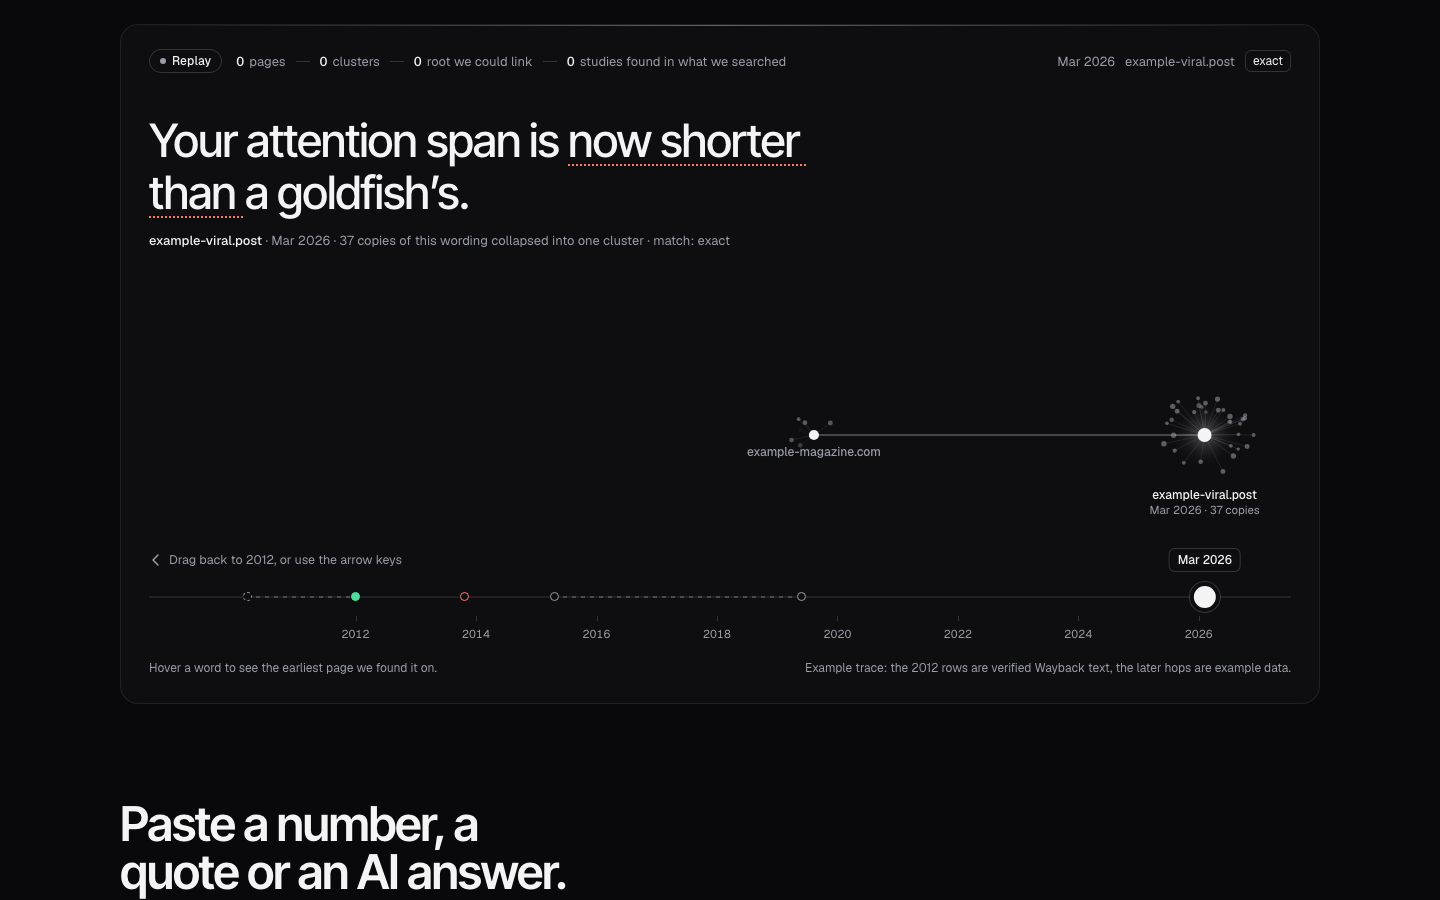 Replay 0 pages — 0 clusters — 0 root we could link — 0 studies found in what we searched
Mar 2026 example-viral.post exact
Your attention span is now shorter
than a goldfish’s.
example-viral.post · Mar 2026 · 37 copies of this wording collapsed into one cluster · match: exact
example-magazine.com
example-viral.post
Mar 2026 · 37 copies
Drag back to 2012, or use the arrow keys
Mar 2026
2012 2014 2016 2018 2020 2022 2024 2026
Hover a word to see the earliest page we found it on.
Example trace: the 2012 rows are verified Wayback text, the later hops are example data.
Paste a number, a
quote or an AI answer.